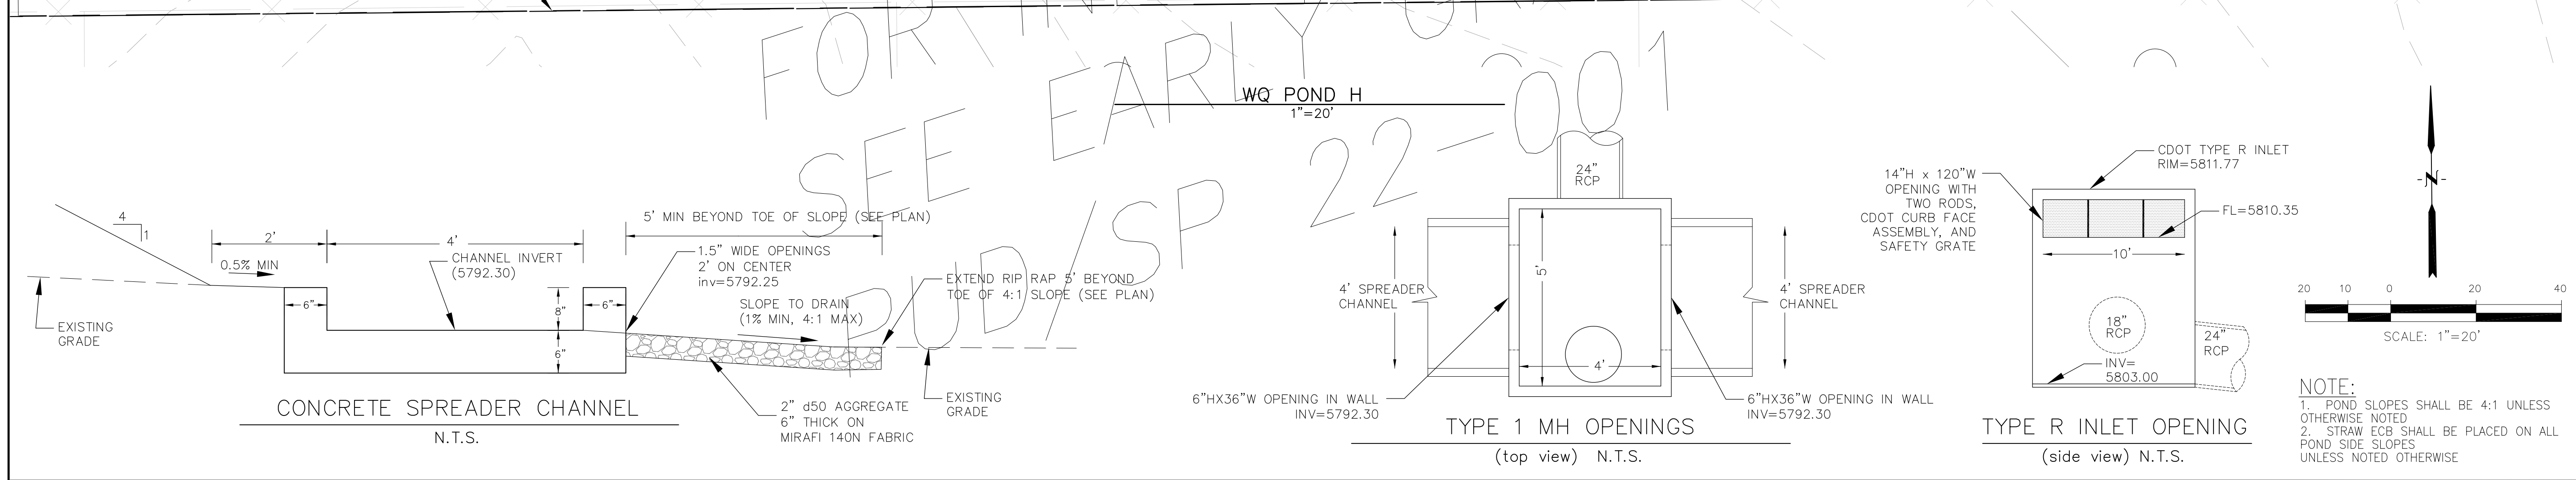 FOR
SEE EARLY
PUD/SP 22-001
WQ POND H
1"=20'
4
1
2'
4'
5' MIN BEYOND TOE OF SLOPE (SEE PLAN)
0.5% MIN
CHANNEL INVERT
(5792.30)
1.5" WIDE OPENINGS
2' ON CENTER
inv=5792.25
SLOPE TO DRAIN
(1% MIN, 4:1 MAX)
EXTEND RIP RAP 5' BEYOND
TOE OF 4:1 SLOPE (SEE PLAN)
6"
8"
6"
6"
EXISTING
GRADE
EXISTING
GRADE
2" d50 AGGREGATE
6" THICK ON
MIRAFI 140N FABRIC
CONCRETE SPREADER CHANNEL
N.T.S.
24"
RCP
5'
4'
4' SPREADER
CHANNEL
4' SPREADER
CHANNEL
6"HX36"W OPENING IN WALL
INV=5792.30
6"HX36"W OPENING IN WALL
INV=5792.30
TYPE 1 MH OPENINGS
(top view) N.T.S.
14"H x 120"W
OPENING WITH
TWO RODS,
CDOT CURB FACE
ASSEMBLY, AND
SAFETY GRATE
CDOT TYPE R INLET
RIM=5811.77
FL=5810.35
10'
18"
RCP
24"
RCP
INV=
5803.00
TYPE R INLET OPENING
(side view) N.T.S.
N
20 10 0 20 40
SCALE: 1"=20'
NOTE:
1. POND SLOPES SHALL BE 4:1 UNLESS
OTHERWISE NOTED
2. STRAW ECB SHALL BE PLACED ON ALL
POND SIDE SLOPES
UNLESS NOTED OTHERWISE